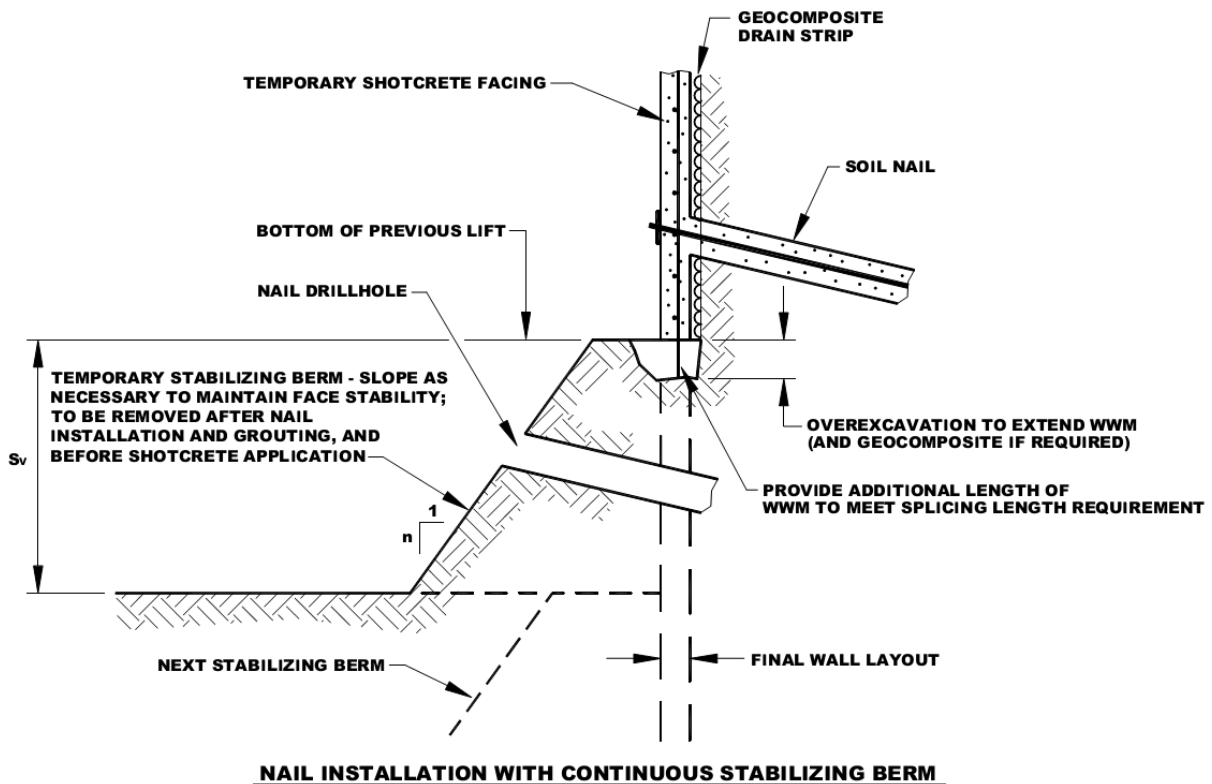 GEOCOMPOSITE
DRAIN STRIP
TEMPORARY SHOTCRETE FACING
SOIL NAIL
BOTTOM OF PREVIOUS LIFT
NAIL DRILLHOLE
TEMPORARY STABILIZING BERM - SLOPE AS
NECESSARY TO MAINTAIN FACE STABILITY;
TO BE REMOVED AFTER NAIL
INSTALLATION AND GROUTING, AND
BEFORE SHOTCRETE APPLICATION
Sv
OVEREXCAVATION TO EXTEND WWM
(AND GEOCOMPOSITE IF REQUIRED)
PROVIDE ADDITIONAL LENGTH OF
WWM TO MEET SPLICING LENGTH REQUIREMENT
1
n
NEXT STABILIZING BERM
FINAL WALL LAYOUT
NAIL INSTALLATION WITH CONTINUOUS STABILIZING BERM